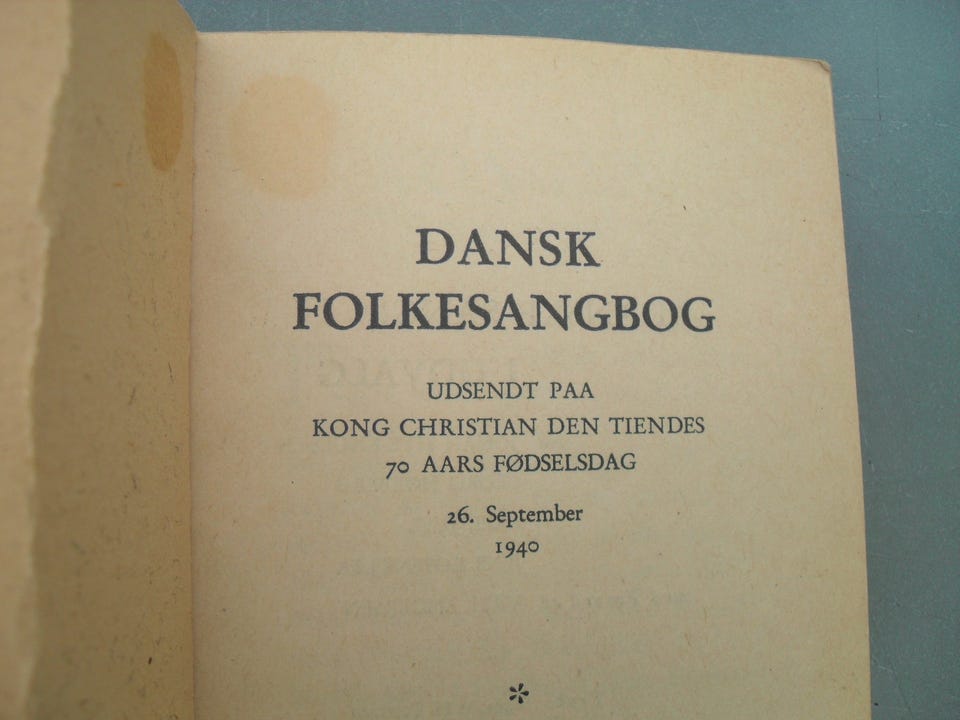 DANSK
FOLKESANGBOG
UDSENDT PAA
KONG CHRISTIAN DEN TIENDES
70 AARS FØDSELSDAG
26. September
1940
*